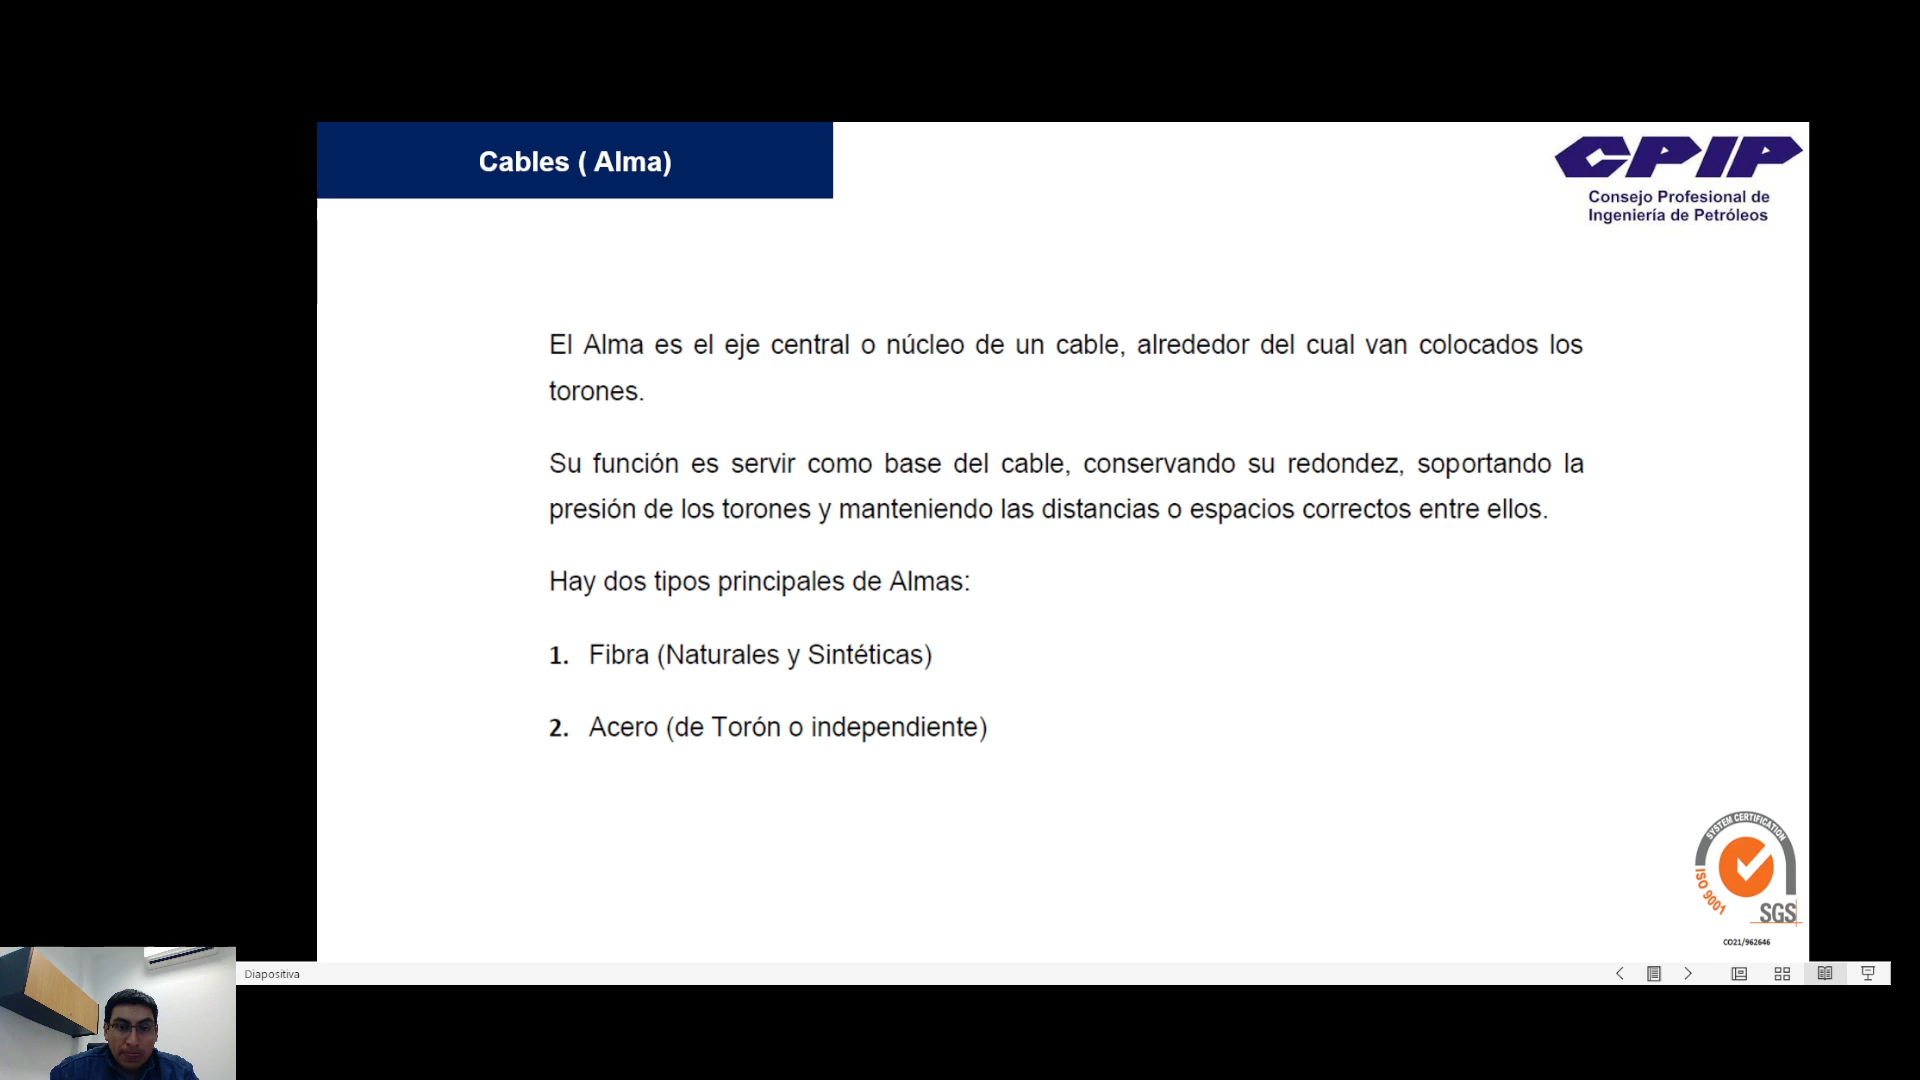 Cables ( Alma)
CPIP
Consejo Profesional de
Ingeniería de Petróleos
El Alma es el eje central o núcleo de un cable, alrededor del cual van colocados los
torones.
Su función es servir como base del cable, conservando su redondez, soportando la
presión de los torones y manteniendo las distancias o espacios correctos entre ellos.
Hay dos tipos principales de Almas:
1. Fibra (Naturales y Sintéticas)
2. Acero (de Torón o independiente)
SYSTEM CERTIFICATION
ISO 9001
SGS
CO21/962646
Diapositiva